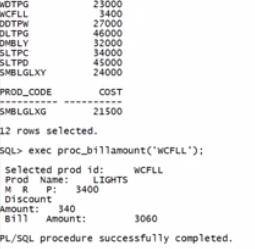 WDTPG 23000
WCFLL 3400
DDTPW 27000
DLTPG 46000
DMBLY 32000
SLTPC 34000
SLTPD 45000
SMBLGLXY 24000
PROD_CODE COST
---------- ----------
SMBLGLXG 21500
12 rows selected.
SQL> exec proc_billamount('WCFLL');
Selected prod id: WCFLL
Prod Name: LIGHTS
M R P: 3400
Discount
Amount: 340
Bill Amount: 3060
PL/SQL procedure successfully completed.